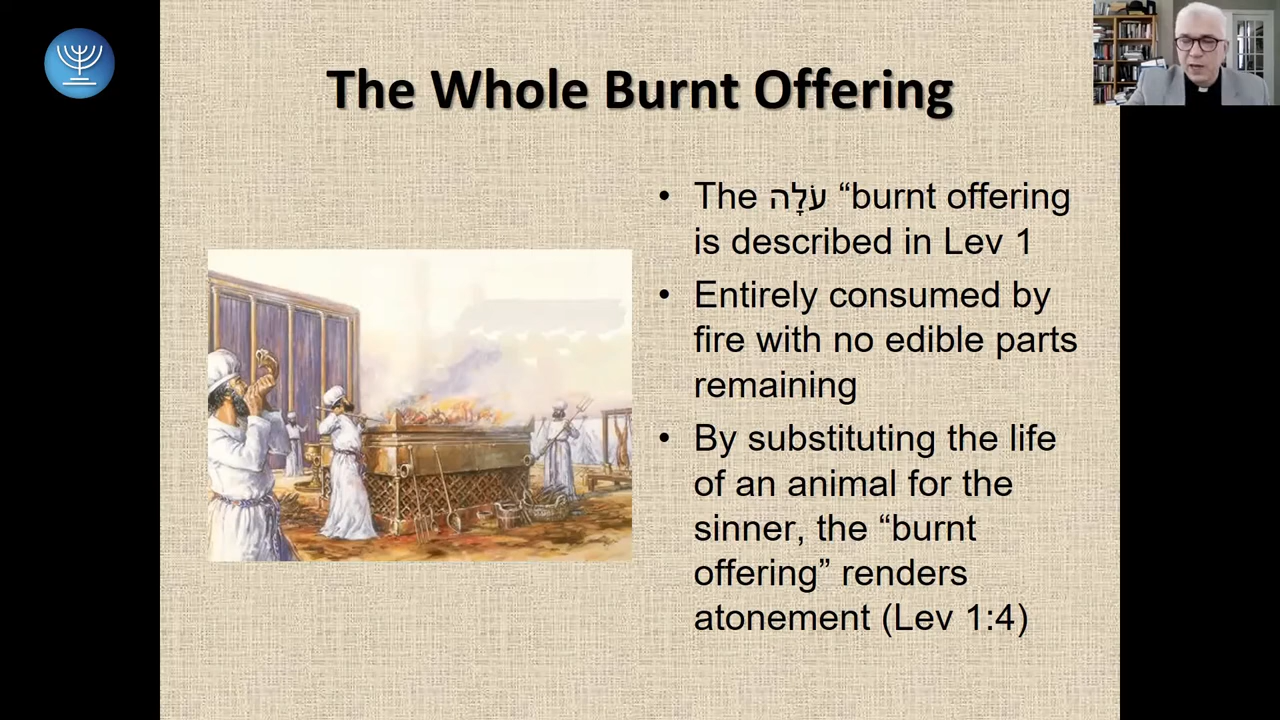 The Whole Burnt Offering
• The עֹלָה “burnt offering
is described in Lev 1
• Entirely consumed by
fire with no edible parts
remaining
• By substituting the life
of an animal for the
sinner, the “burnt
offering” renders
atonement (Lev 1:4)